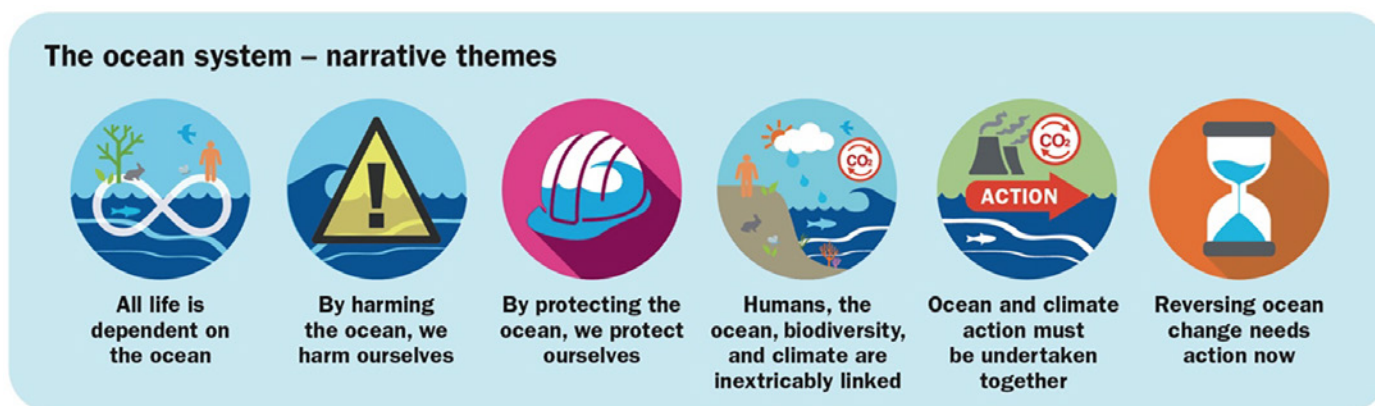 The ocean system – narrative themes
CO₂
CO₂
ACTION
All life is
dependent on
the ocean
By harming
the ocean, we
harm ourselves
By protecting the
ocean, we protect
ourselves
Humans, the
ocean, biodiversity,
and climate are
inextricably linked
Ocean and climate
action must
be undertaken
together
Reversing ocean
change needs
action now